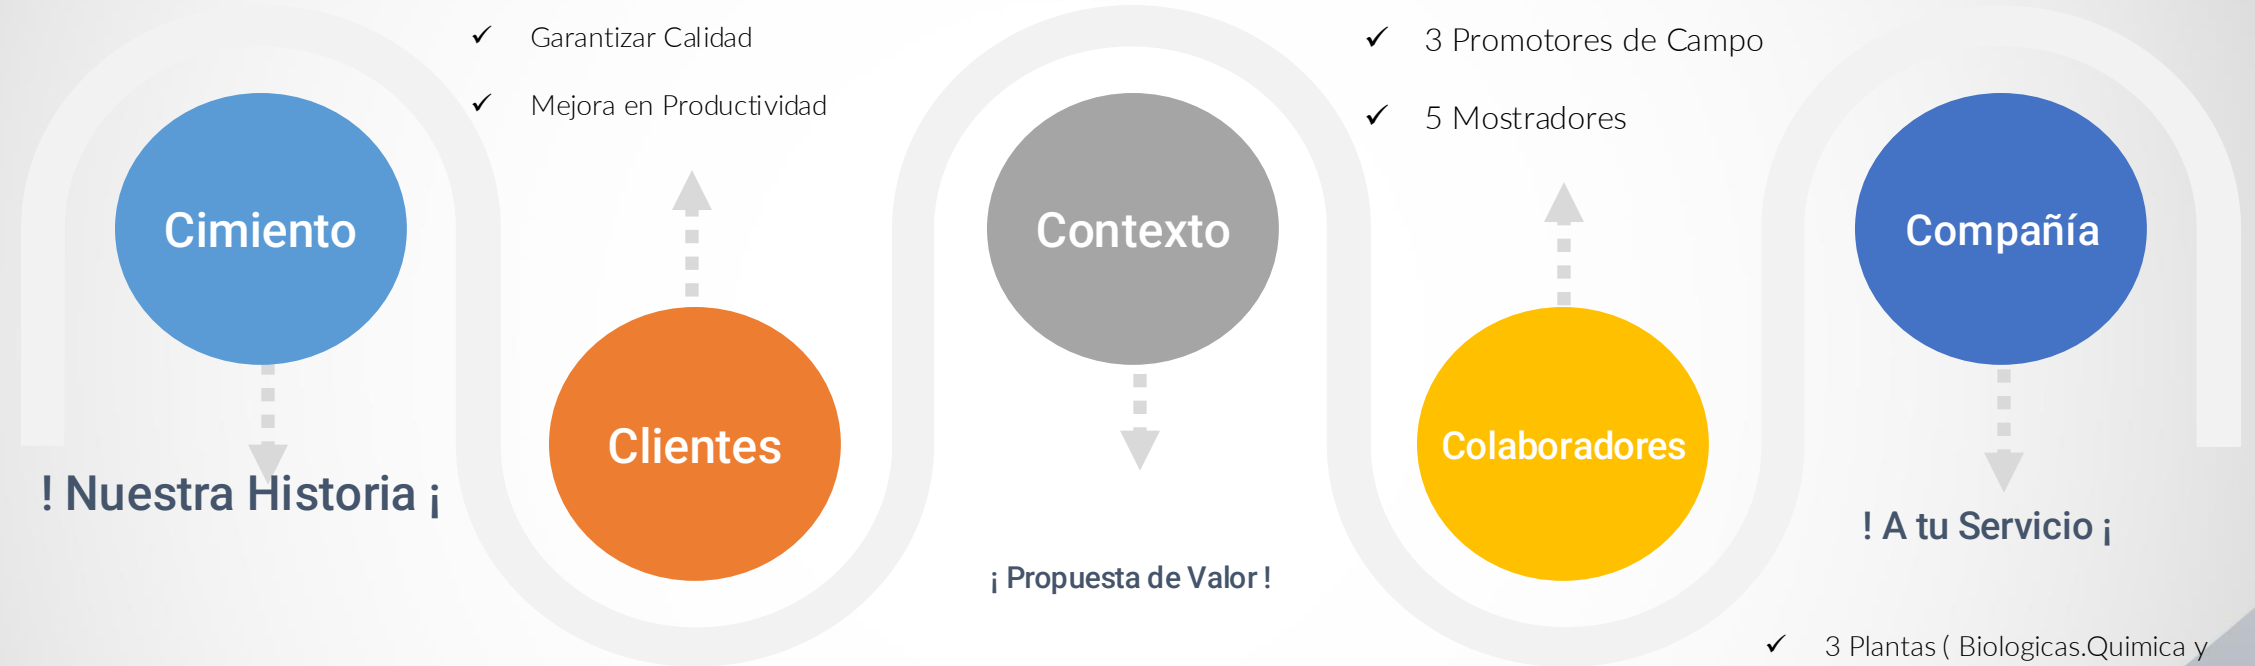 Cimiento
! Nuestra Historia ¡
✓ Garantizar Calidad
✓ Mejora en Productividad
Clientes
Contexto
¡ Propuesta de Valor !
✓ 3 Promotores de Campo
✓ 5 Mostradores
Colaboradores
Compañía
! A tu Servicio ¡
✓ 3 Plantas ( Biologicas.Quimica y